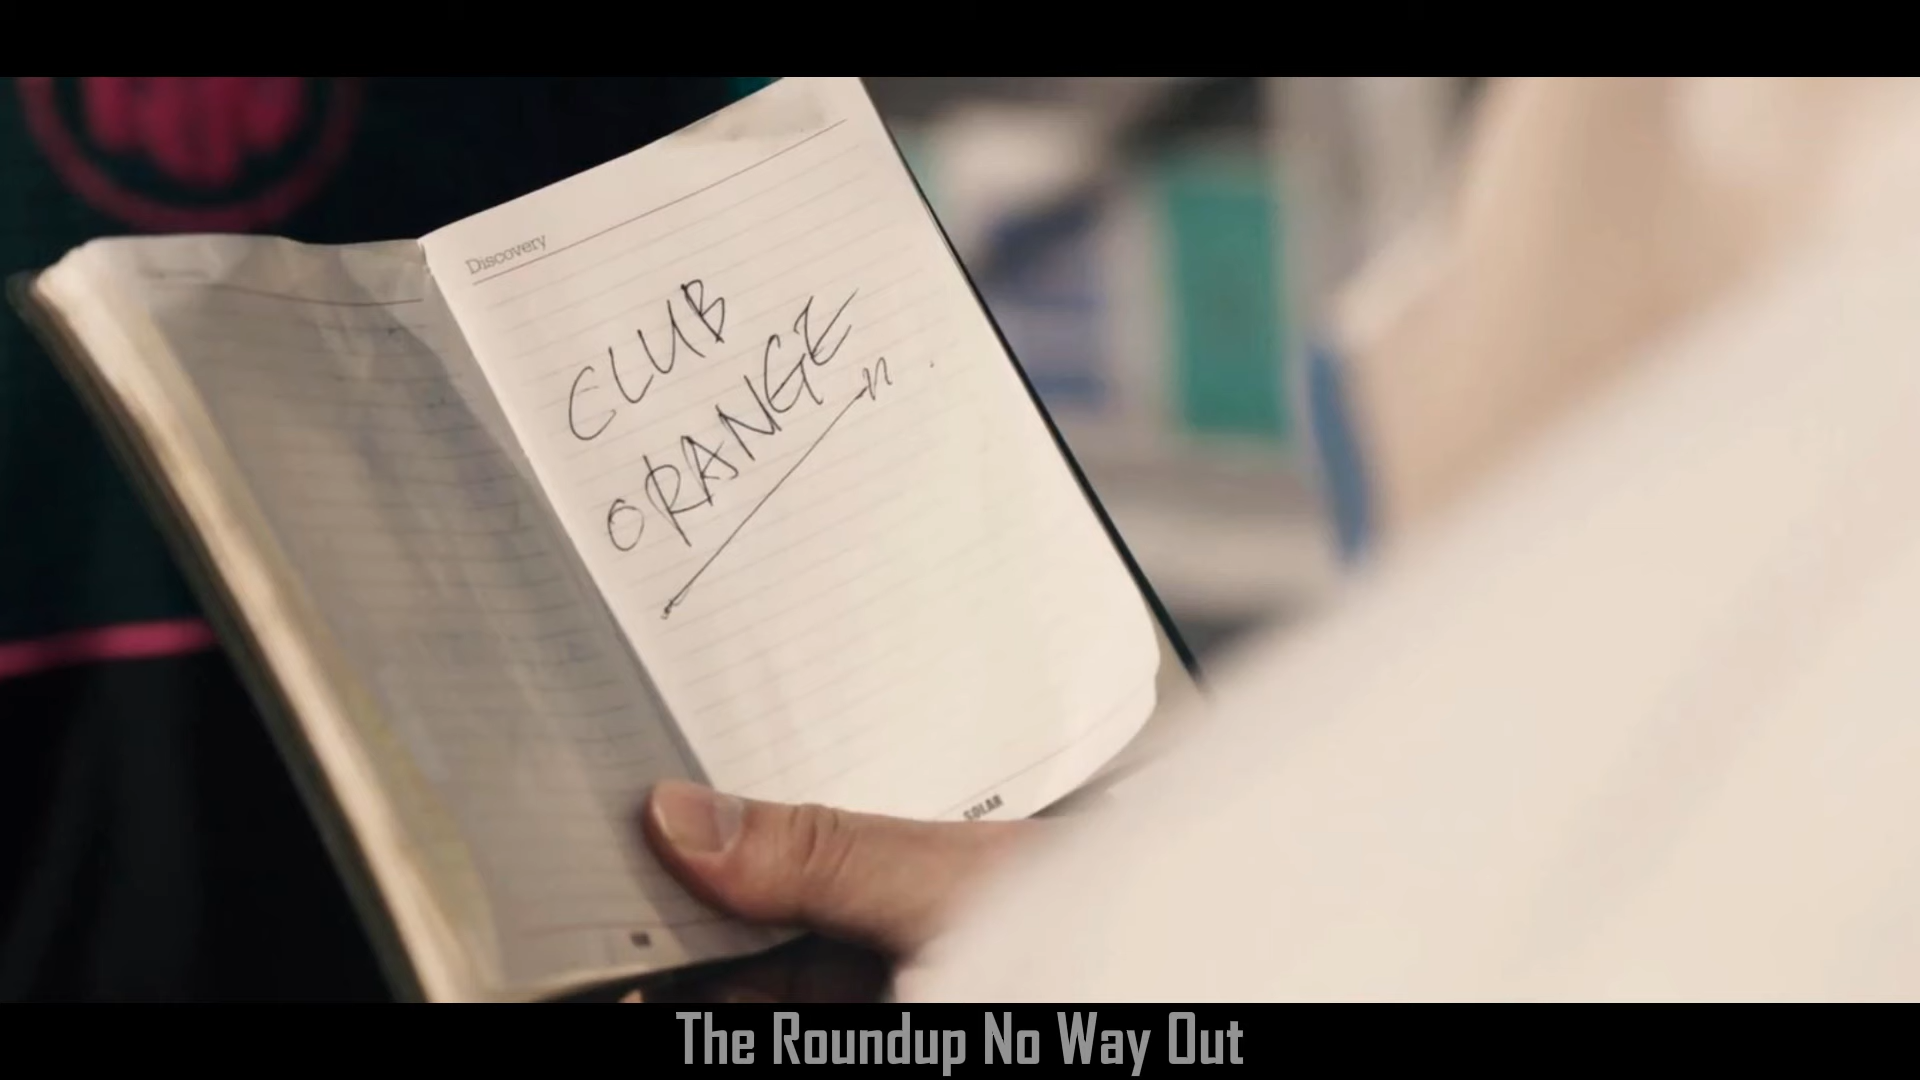 Discovery
CLUB
ORANGE
SOLAR
The Roundup No Way Out